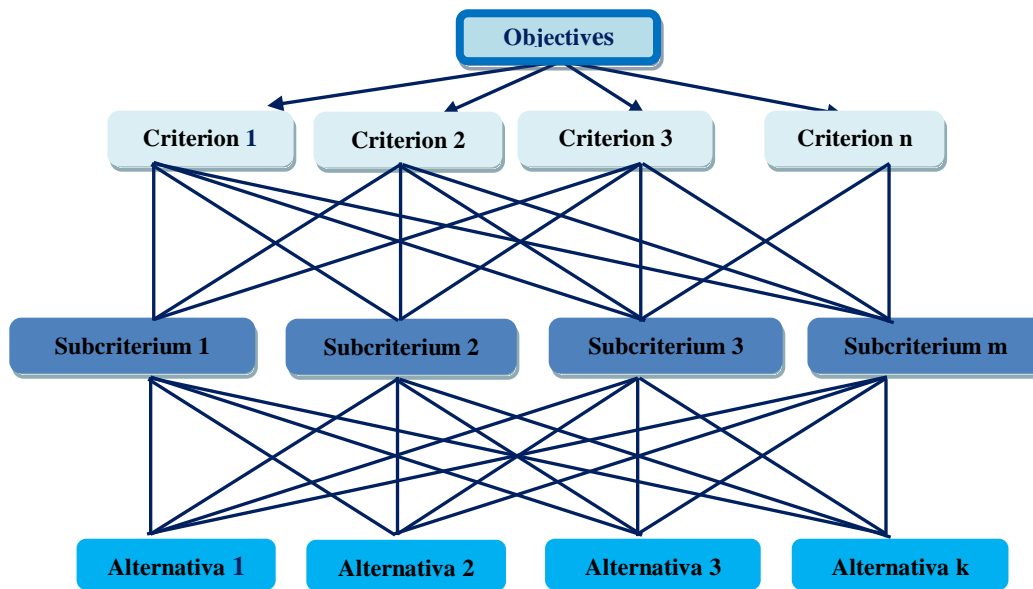 Objectives
Criterion 1
Criterion 2
Criterion 3
Criterion n
Subcriterium 1
Subcriterium 2
Subcriterium 3
Subcriterium m
Alternativa 1
Alternativa 2
Alternativa 3
Alternativa k